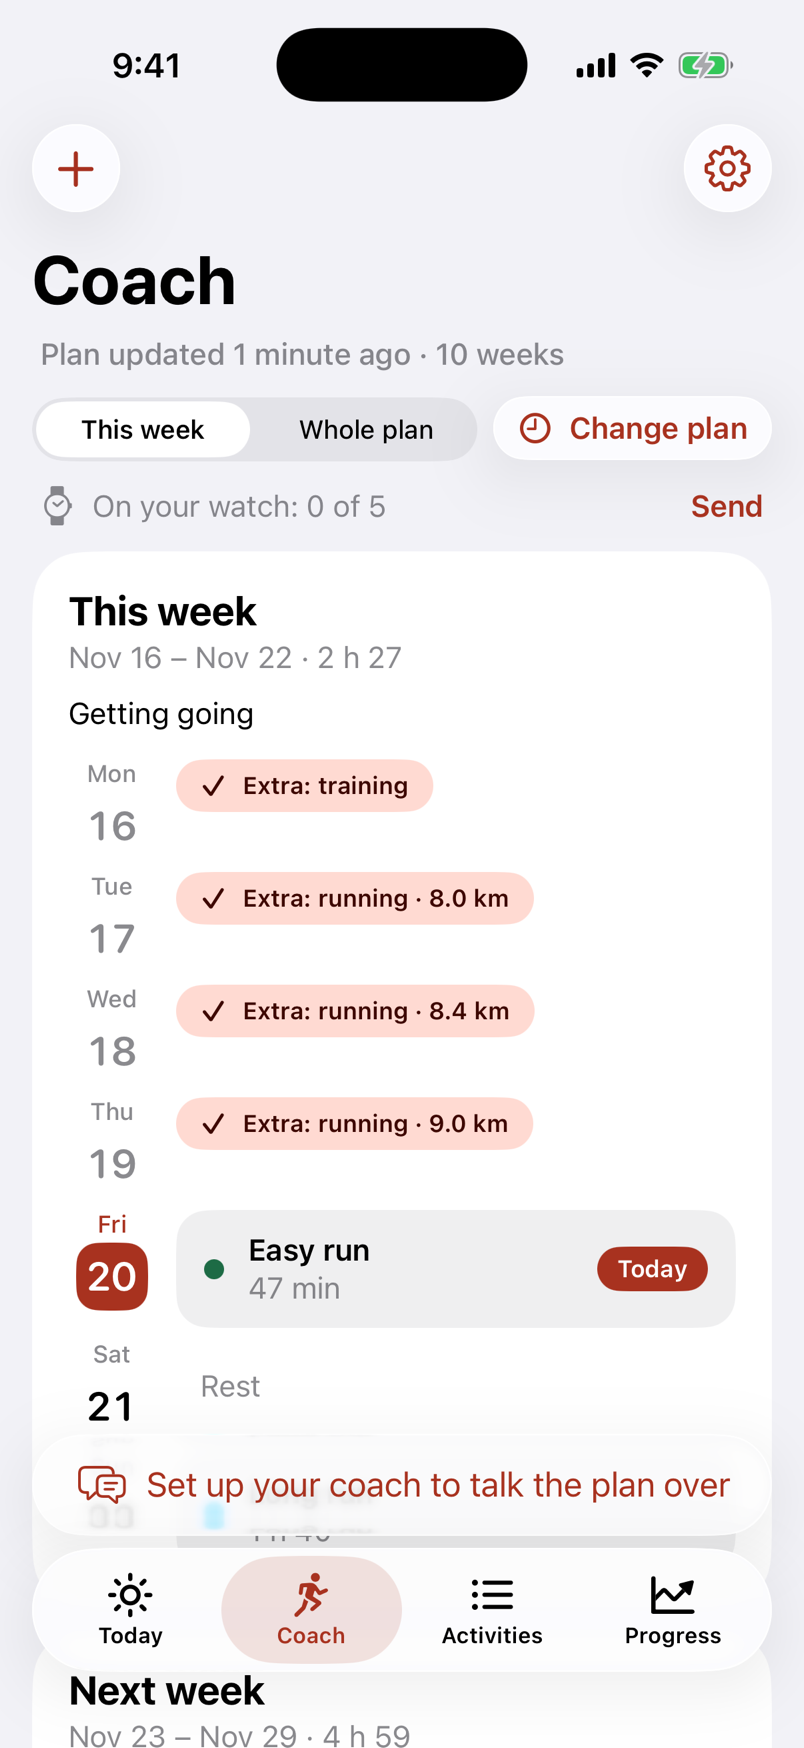 9:41
Coach
Plan updated 1 minute ago · 10 weeks
This week
Whole plan
Change plan
On your watch: 0 of 5
Send
This week
Nov 16 – Nov 22 · 2 h 27
Getting going
Mon
16
Extra: training
Tue
17
Extra: running · 8.0 km
Wed
18
Extra: running · 8.4 km
Thu
19
Extra: running · 9.0 km
Fri
20
Easy run
47 min
Today
Sat
21
Rest
Set up your coach to talk the plan over
Today
Coach
Activities
Progress
Next week
Nov 23 – Nov 29 · 4 h 59